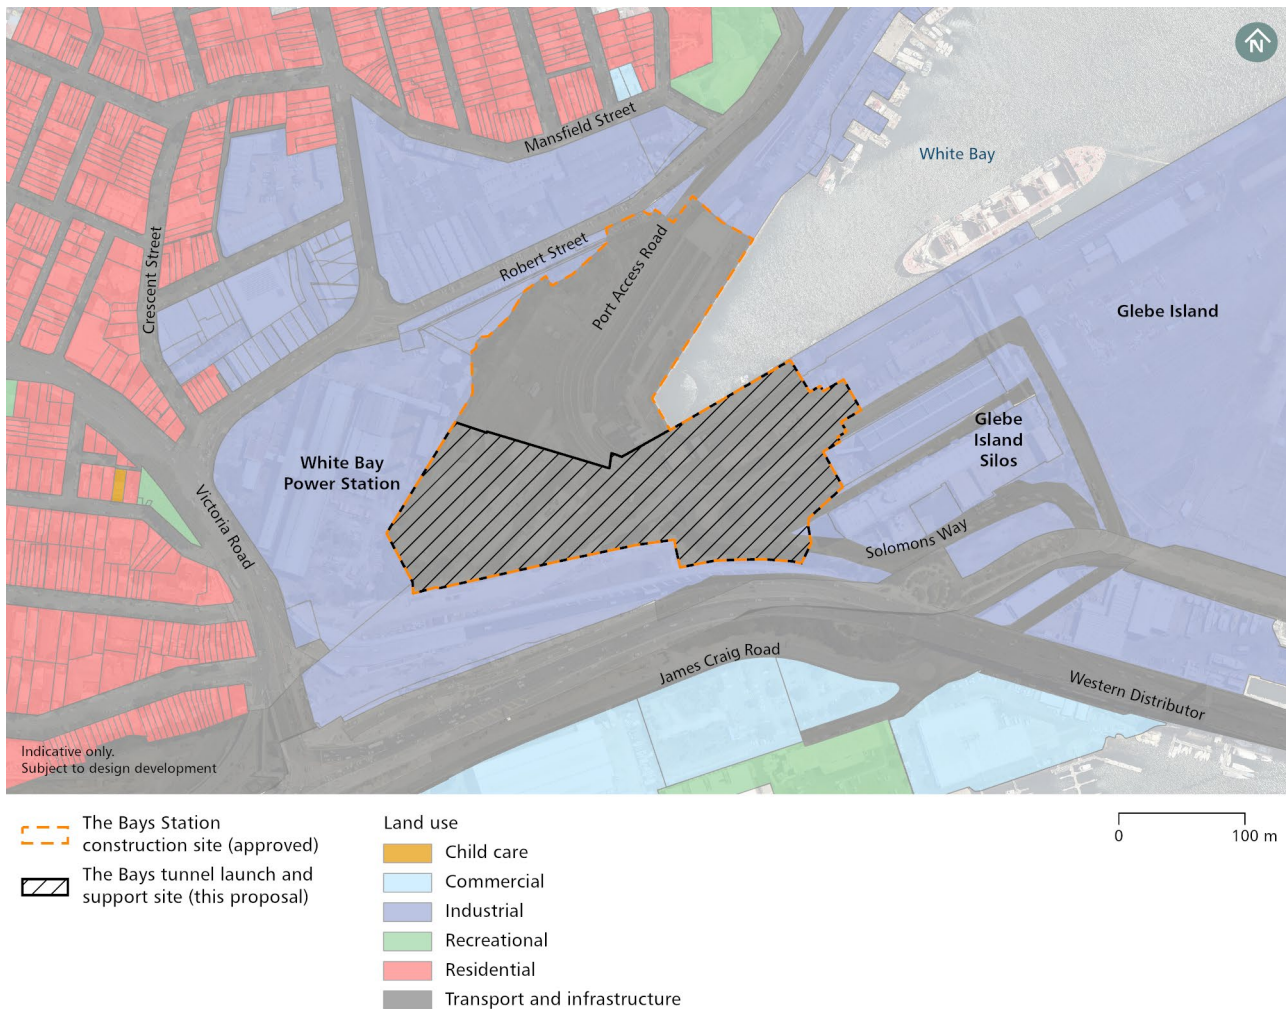 N
Mansfield Street
White Bay
Crescent Street
Robert Street
Port Access Road
Glebe Island
Glebe
Island
Silos
White Bay
Power Station
Victoria Road
Solomons Way
James Craig Road
Western Distributor
Indicative only.
Subject to design development
The Bays Station
construction site (approved)
The Bays tunnel launch and
support site (this proposal)
Land use
Child care
Commercial
Industrial
Recreational
Residential
Transport and infrastructure
0 100 m